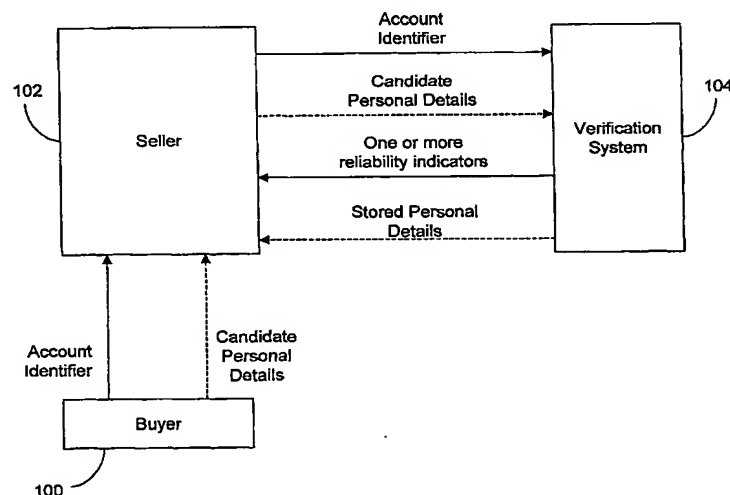 Account
Identifier
102
104
Candidate
Personal Details
Seller
Verification
System
One or more
reliability indicators
Stored Personal
Details
Account
Identifier
Candidate
Personal
Details
Buyer
100